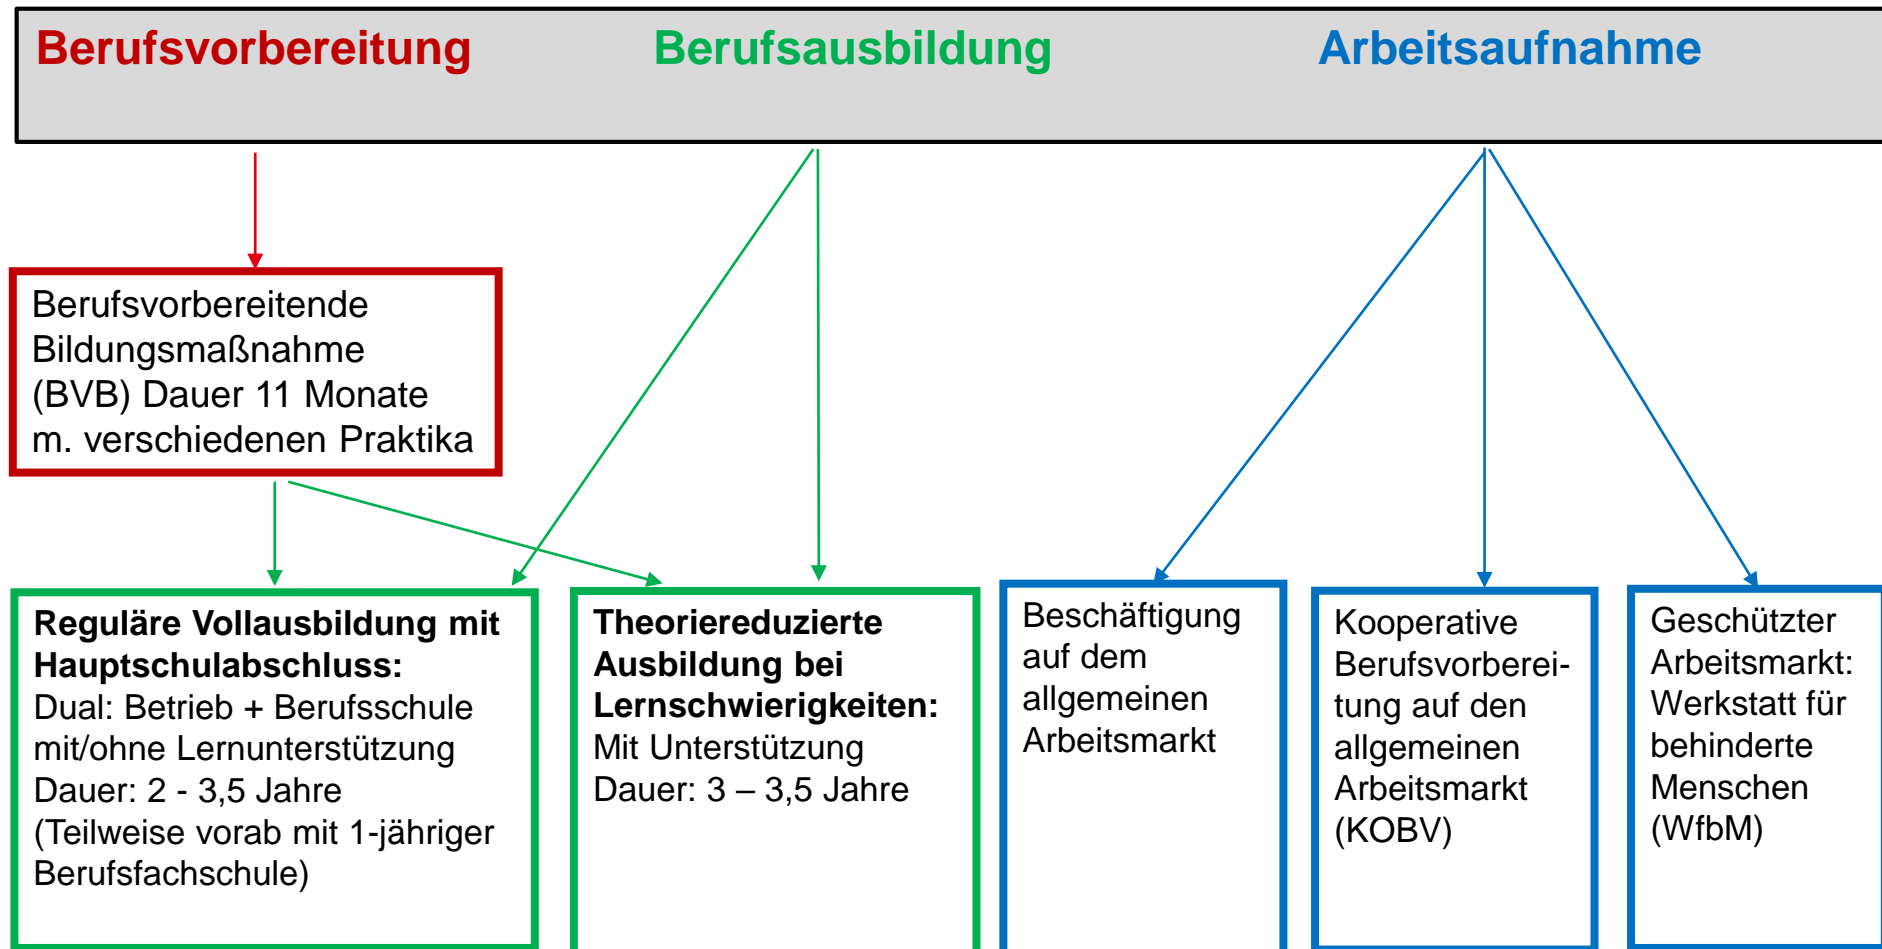 Berufsvorbereitung
Berufsausbildung
Arbeitsaufnahme
Berufsvorbereitende
Bildungsmaßnahme
(BVB) Dauer 11 Monate
m. verschiedenen Praktika
Reguläre Vollausbildung mit
Hauptschulabschluss:
Dual: Betrieb + Berufsschule
mit/ohne Lernunterstützung
Dauer: 2 - 3,5 Jahre
(Teilweise vorab mit 1-jähriger
Berufsfachschule)
Theoriereduzierte
Ausbildung bei
Lernschwierigkeiten:
Mit Unterstützung
Dauer: 3 – 3,5 Jahre
Beschäftigung
auf dem
allgemeinen
Arbeitsmarkt
Kooperative
Berufsvorberei-
tung auf den
allgemeinen
Arbeitsmarkt
(KOBV)
Geschützter
Arbeitsmarkt:
Werkstatt für
behinderte
Menschen
(WfbM)